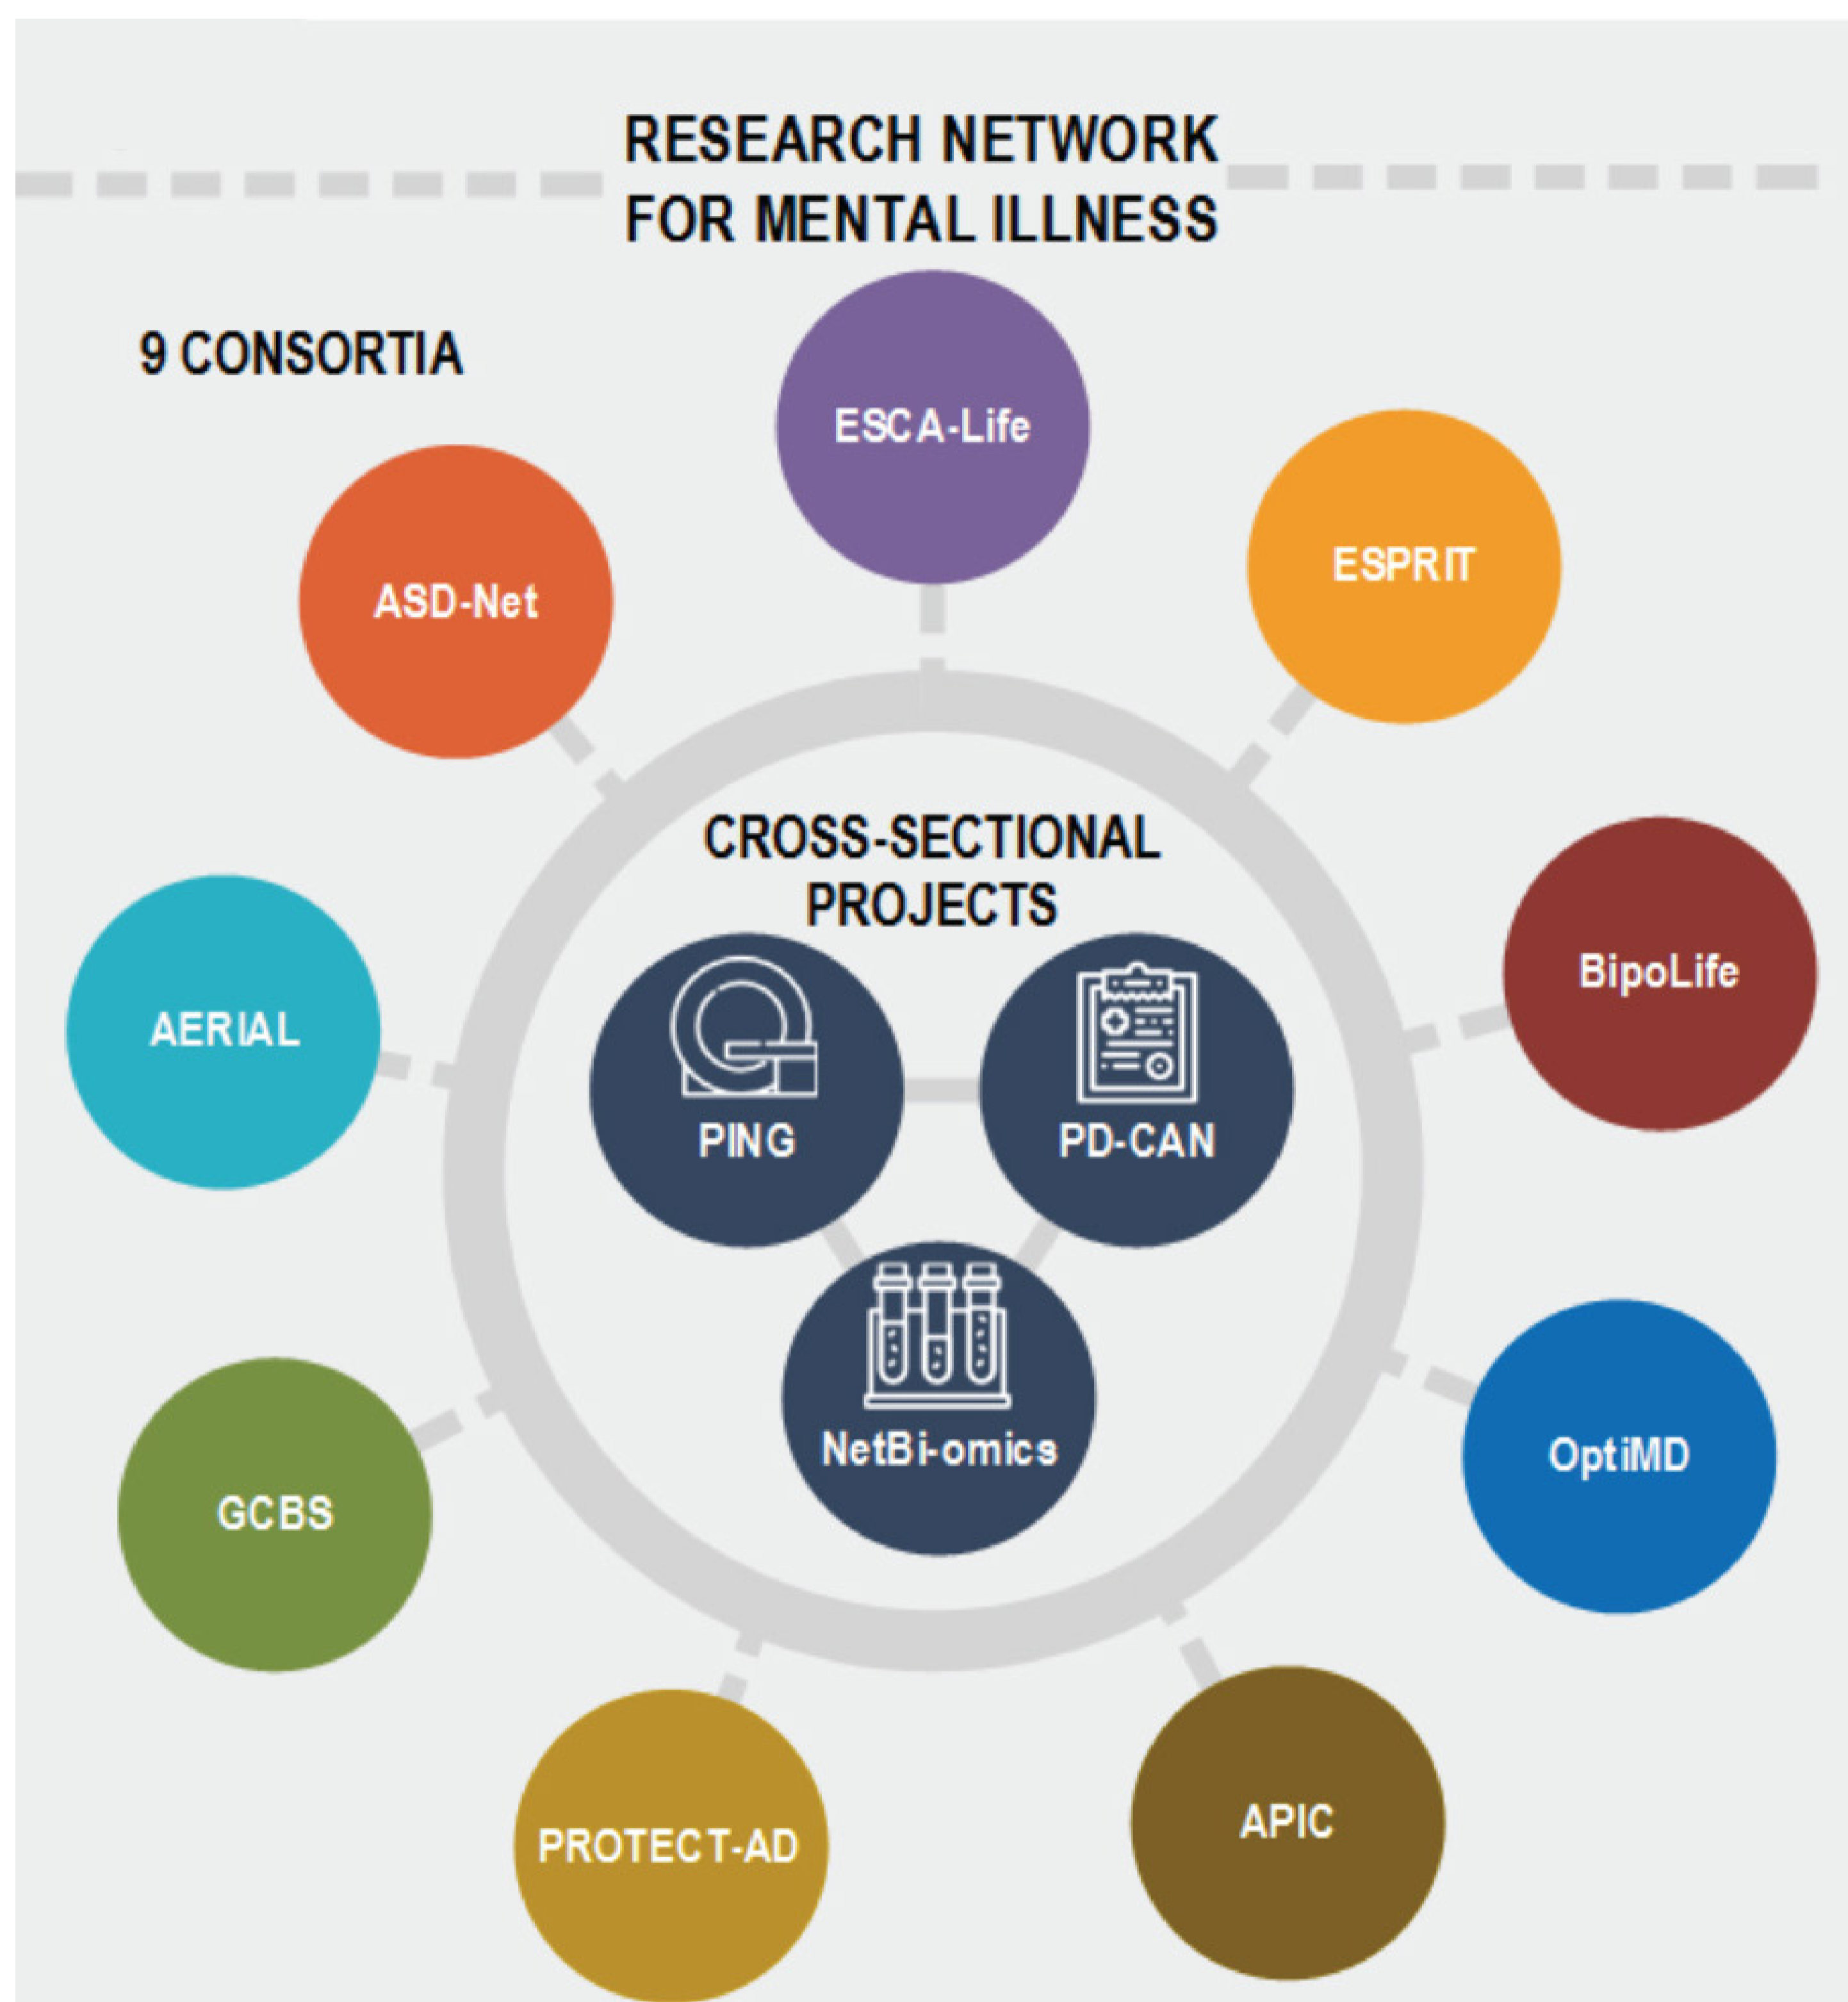 RESEARCH NETWORK
FOR MENTAL ILLNESS
9 CONSORTIA
ESCA-Life
ESPRIT
ASD-Net
CROSS-SECTIONAL
PROJECTS
BipoLife
AERIAL
PING
PD-CAN
NetBi-omics
OptiMD
GCBS
APIC
PROTECT-AD